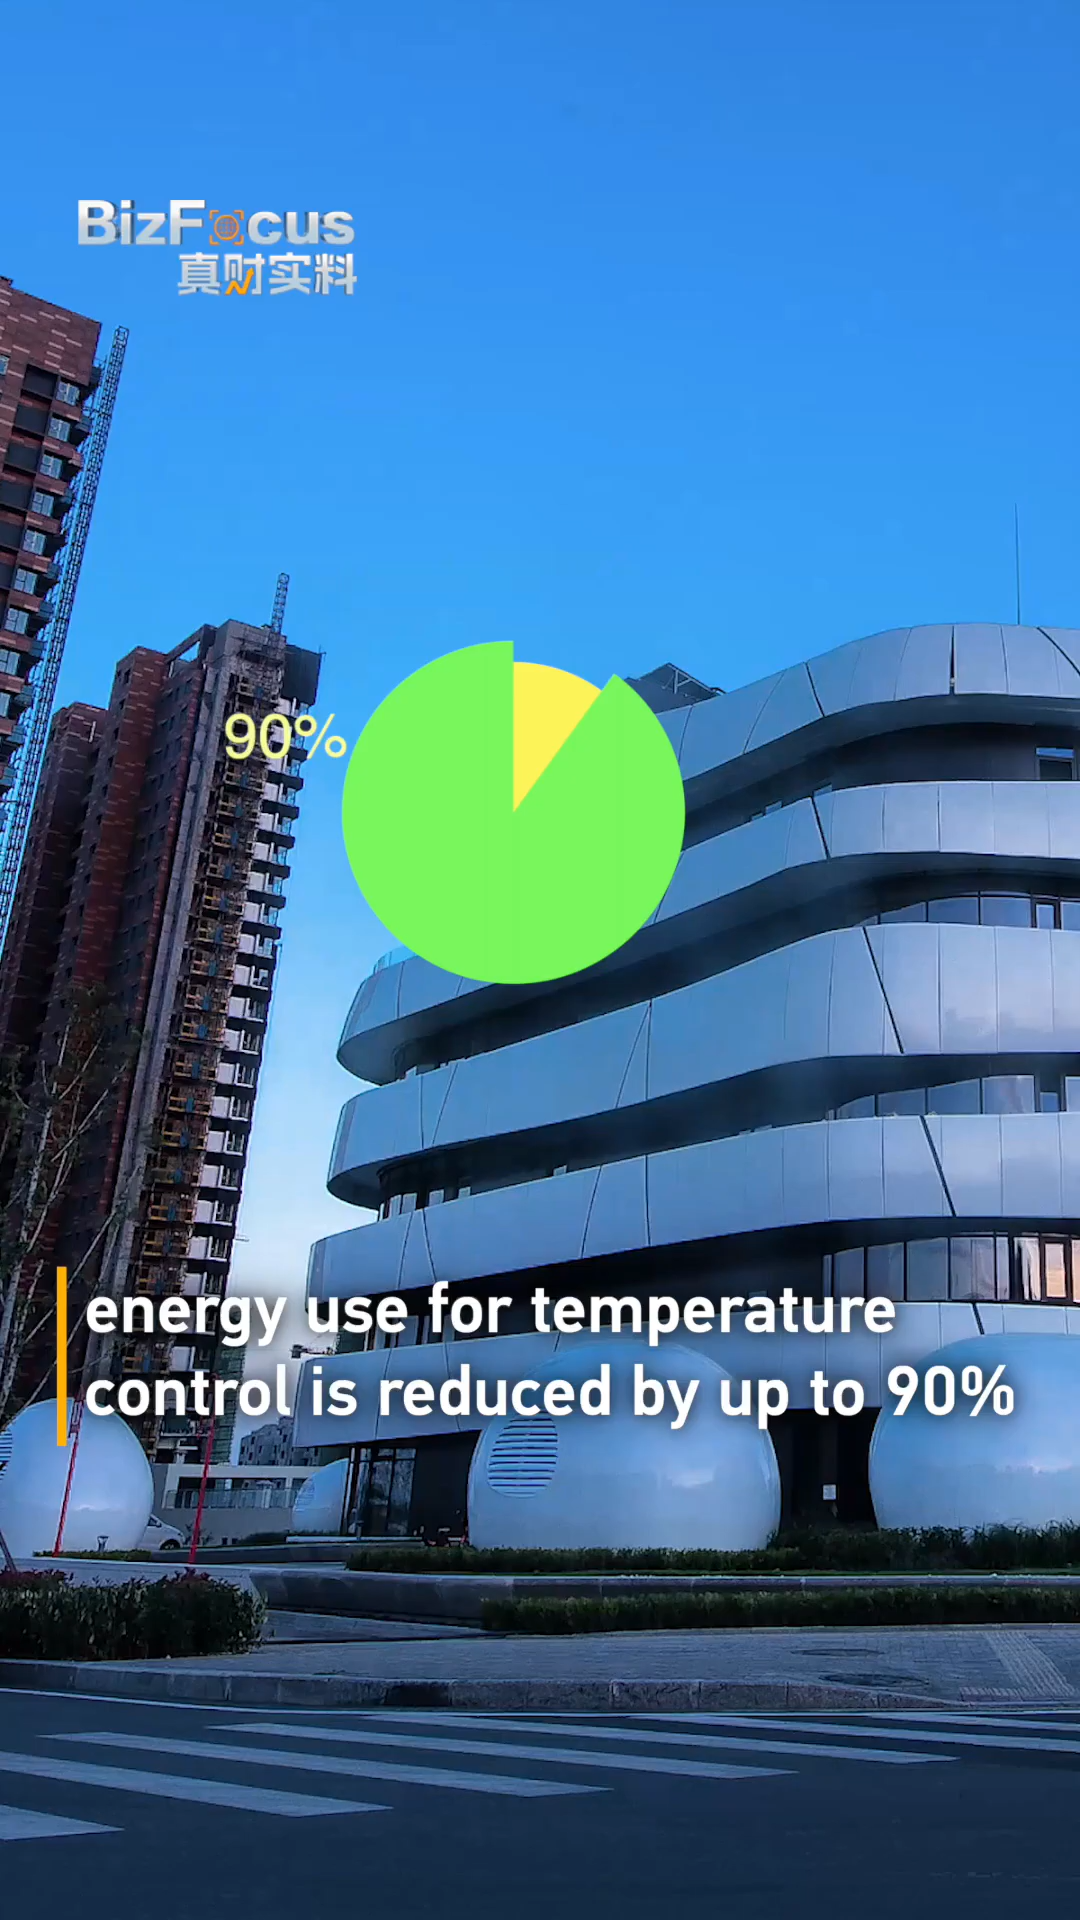 BizFocus
真财实料
90%
energy use for temperature
control is reduced by up to 90%